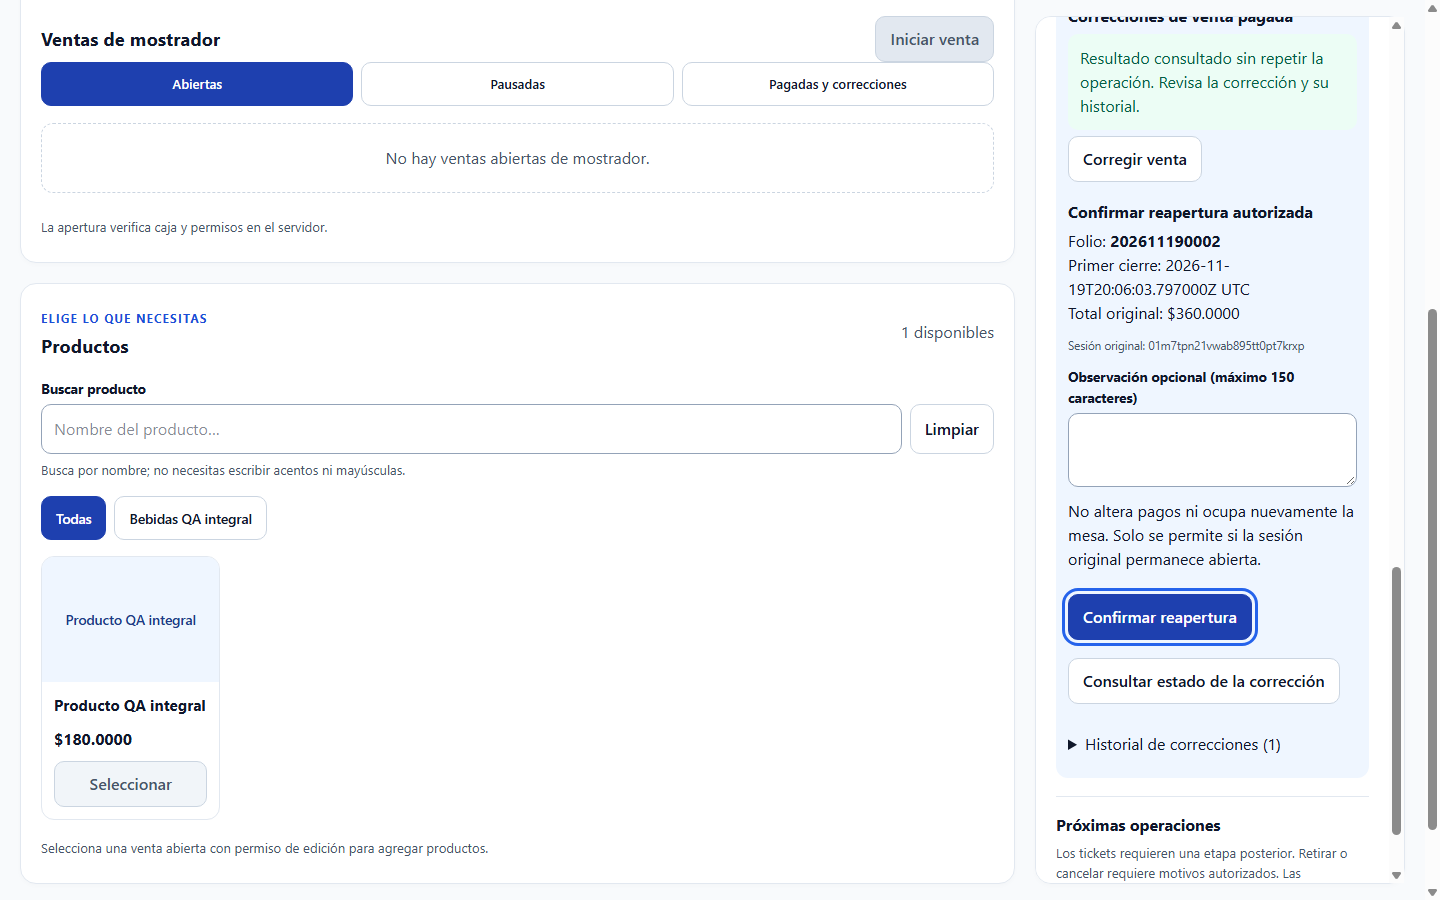 Ventas de mostrador
Iniciar venta
Abiertas
Pausadas
Pagadas y correcciones
No hay ventas abiertas de mostrador.
La apertura verifica caja y permisos en el servidor.
ELIGE LO QUE NECESITAS
Productos
1 disponibles
Buscar producto
Nombre del producto...
Limpiar
Busca por nombre; no necesitas escribir acentos ni mayúsculas.
Todas
Bebidas QA integral
Producto QA integral
Producto QA integral
$180.0000
Seleccionar
Selecciona una venta abierta con permiso de edición para agregar productos.
Correcciones de venta pagada
Resultado consultado sin repetir la
operación. Revisa la corrección y su
historial.
Corregir venta
Confirmar reapertura autorizada
Folio: 202611190002
Primer cierre: 2026-11-
19T20:06:03.797000Z UTC
Total original: $360.0000
Sesión original: 01m7tpn21vwab895tt0pt7krxp
Observación opcional (máximo 150
caracteres)
No altera pagos ni ocupa nuevamente la
mesa. Solo se permite si la sesión
original permanece abierta.
Confirmar reapertura
Consultar estado de la corrección
Historial de correcciones (1)
Próximas operaciones
Los tickets requieren una etapa posterior. Retirar o
cancelar requiere motivos autorizados. Las